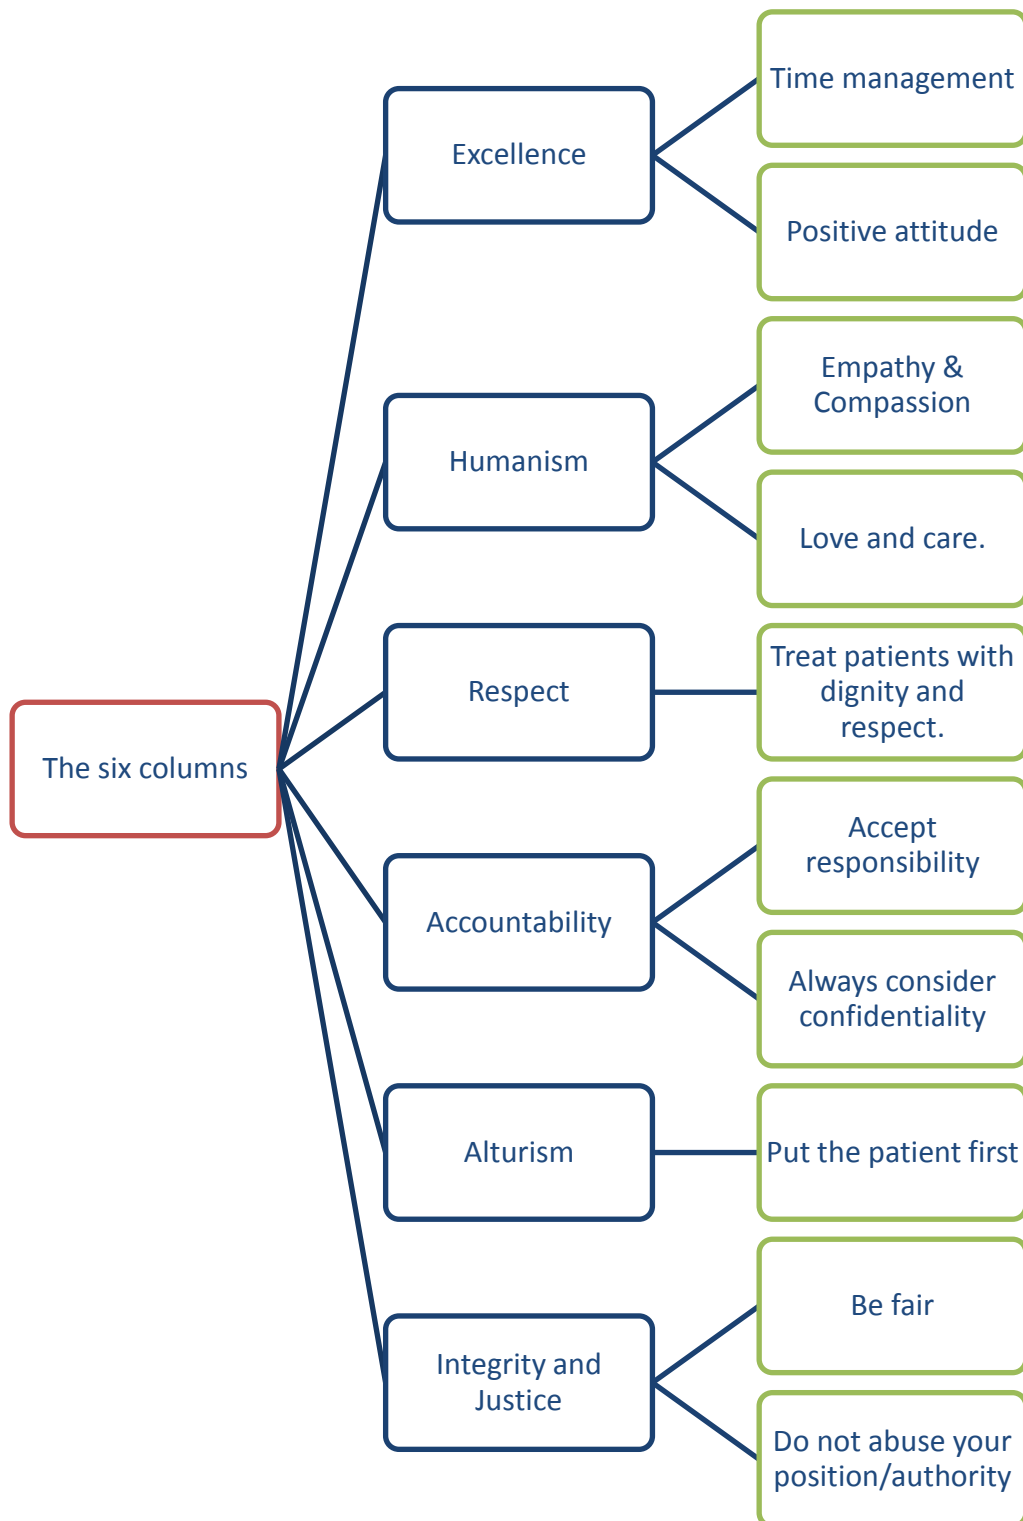 The six columns
Excellence
Time management
Positive attitude
Humanism
Empathy &
Compassion
Love and care.
Respect
Treat patients with
dignity and
respect.
Accountability
Accept
responsibility
Always consider
confidentiality
Alturism
Put the patient first
Integrity and
Justice
Be fair
Do not abuse your
position/authority